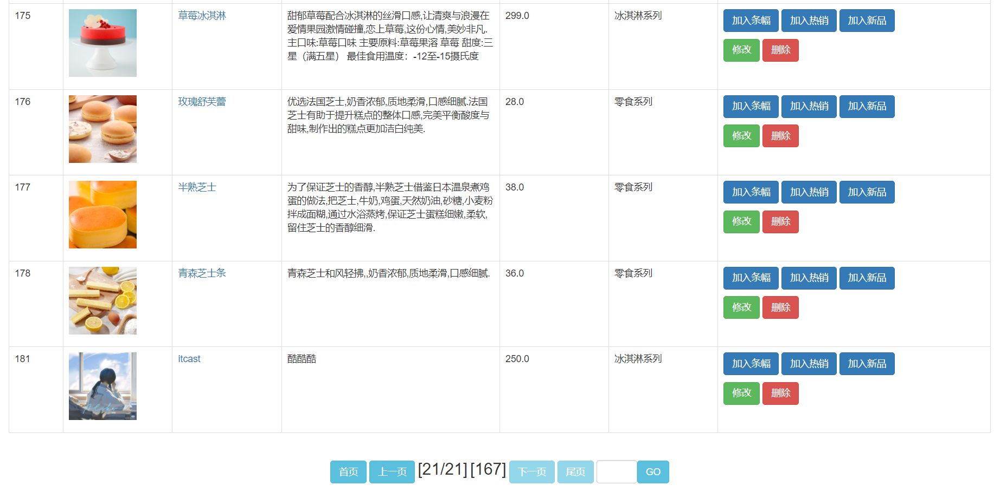 175
草莓冰淇淋
甜郁草莓配合冰淇淋的丝滑口感,让清爽与浪漫在
爱情果园激情碰撞,恋上草莓,这份心情,美妙非凡.
主口味:草莓口味 主要原料:草莓果溶 草莓 甜度:三
星（满五星） 最佳食用温度：-12至-15摄氏度
299.0
冰淇淋系列
加入条幅 加入热销 加入新品
修改 删除
176
玫瑰舒芙蕾
优选法国芝士,奶香浓郁,质地柔滑,口感细腻.法国
芝士有助于提升糕点的整体口感,完美平衡酸度与
甜味,制作出的糕点更加洁白纯美.
28.0
零食系列
加入条幅 加入热销 加入新品
修改 删除
177
半熟芝士
为了保证芝士的香醇,半熟芝士借鉴日本温泉煮鸡
蛋的做法,把芝士,牛奶,鸡蛋,天然奶油,砂糖,小麦粉
拌成面糊,通过水浴蒸烤,保证芝士蛋糕细嫩,柔软,
留住芝士的香醇细滑.
38.0
零食系列
加入条幅 加入热销 加入新品
修改 删除
178
青森芝士条
青森芝士和风轻拂,,奶香浓郁,质地柔滑,口感细腻.
36.0
零食系列
加入条幅 加入热销 加入新品
修改 删除
181
itcast
酷酷酷
250.0
冰淇淋系列
加入条幅 加入热销 加入新品
修改 删除
首页 上一页 [21/21] [167] 下一页 尾页 GO